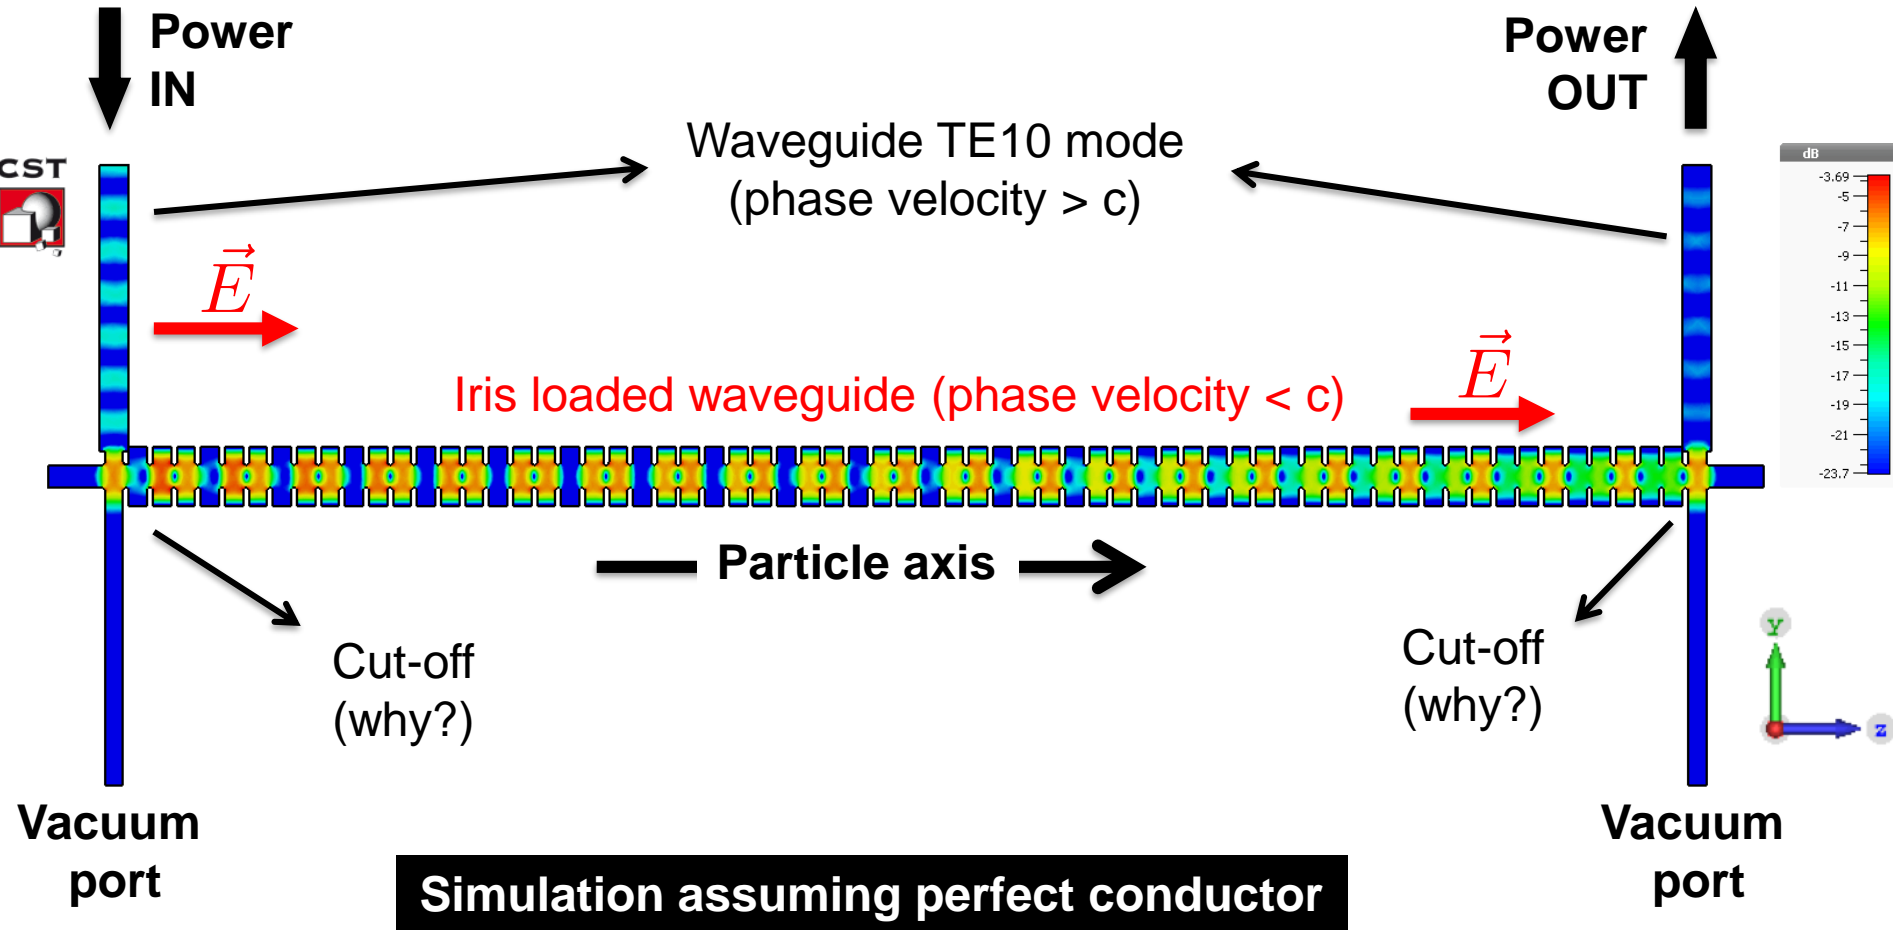 Power
IN
Power
OUT
Waveguide TE10 mode
(phase velocity > c)
CST
dB
-3.69
-5
-7
-9
-11
-13
-15
-17
-19
-21
-23.7
E
E
Iris loaded waveguide (phase velocity < c)
Particle axis
Cut-off
(why?)
Cut-off
(why?)
y
z
Vacuum
port
Vacuum
port
Simulation assuming perfect conductor